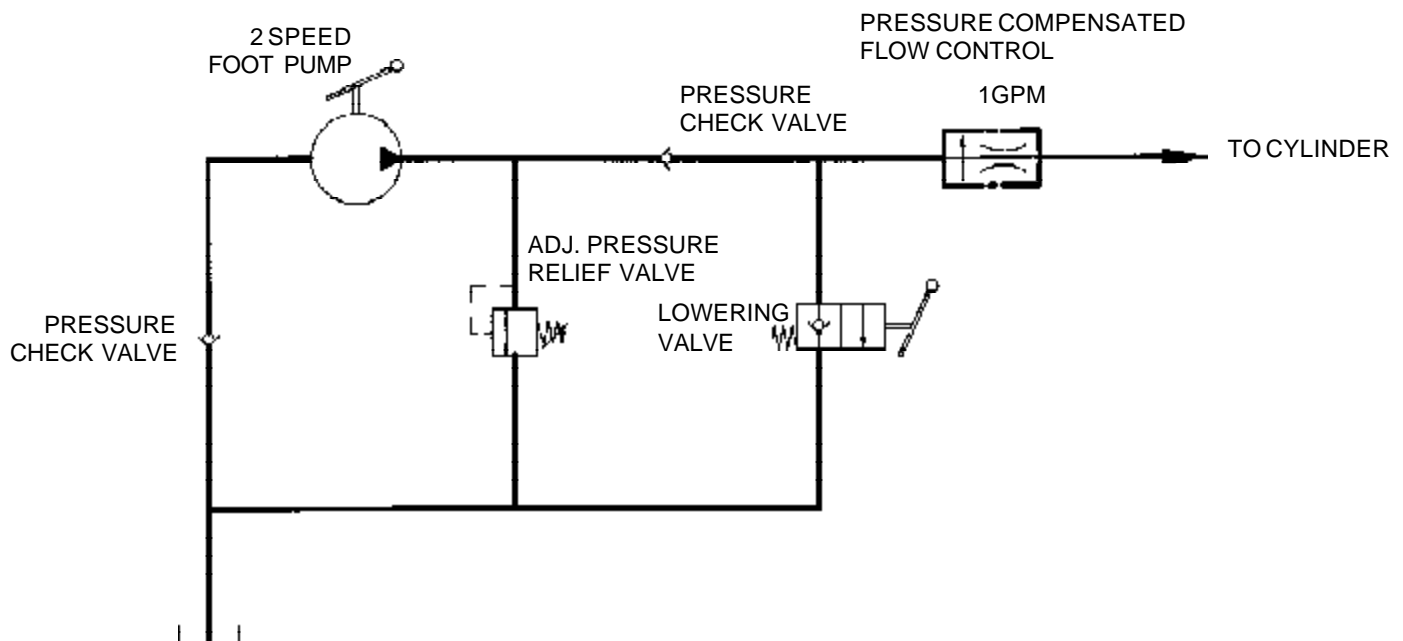 2 SPEED
FOOT PUMP
PRESSURE COMPENSATED
FLOW CONTROL
1GPM
PRESSURE
CHECK VALVE
TO CYLINDER
ADJ. PRESSURE
RELIEF VALVE
LOWERING
VALVE
PRESSURE
CHECK VALVE